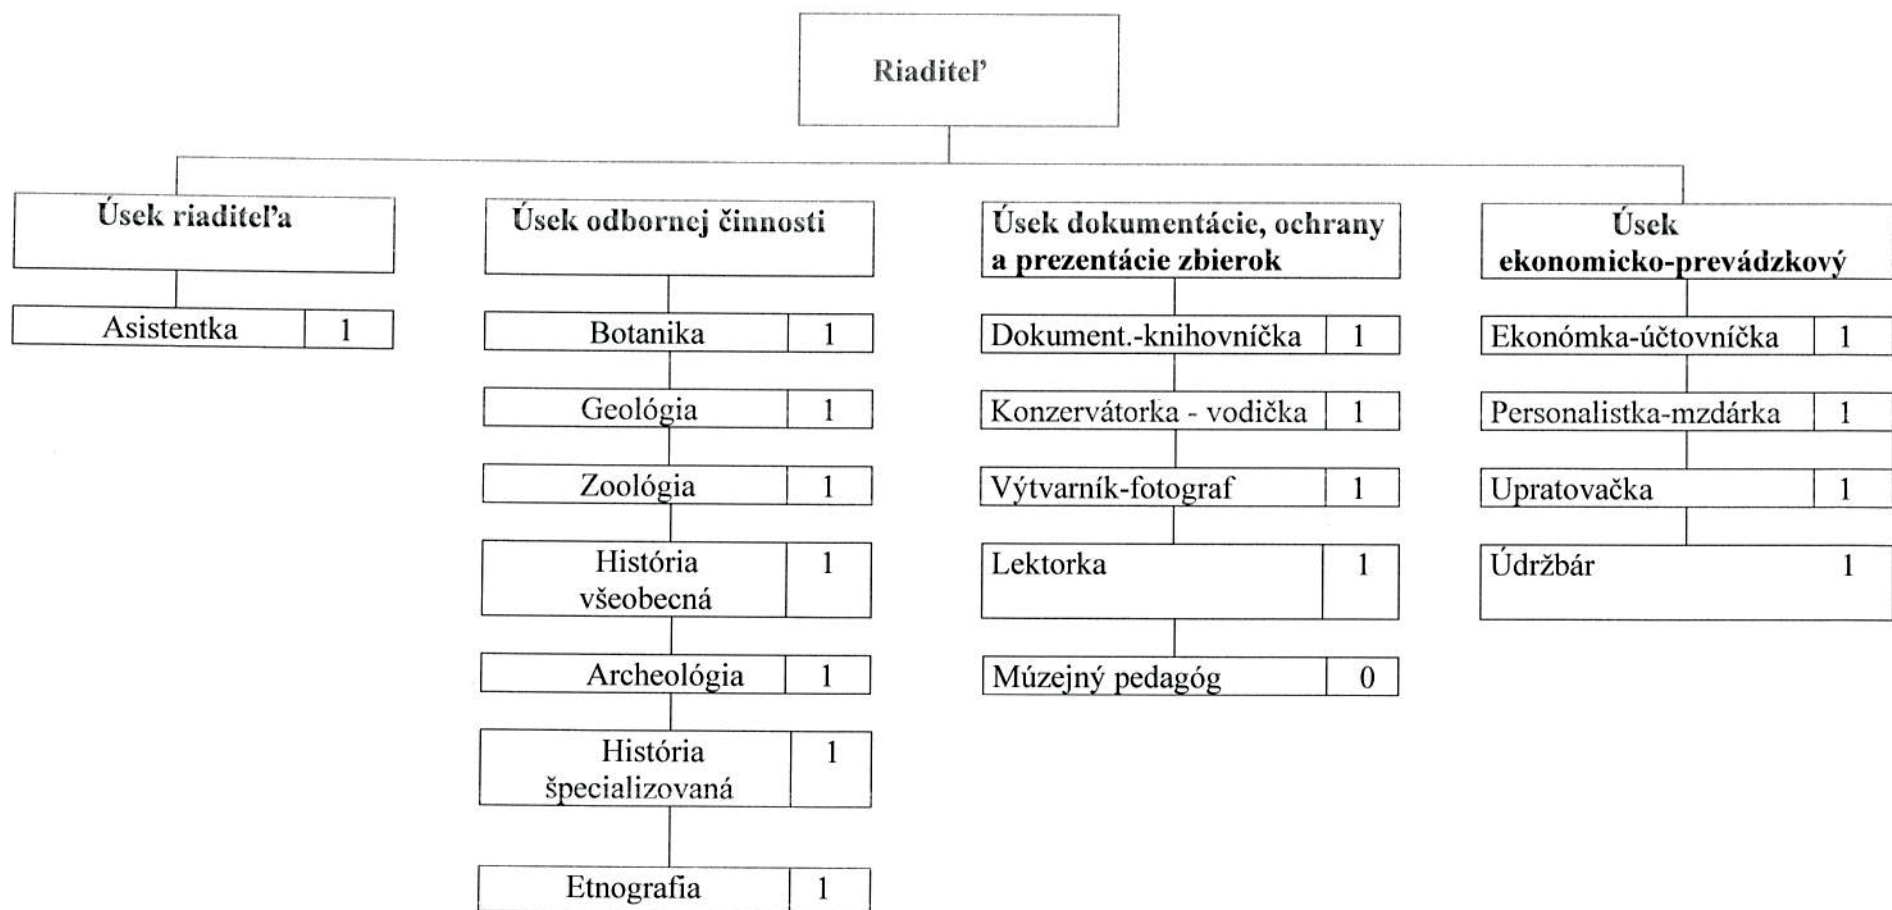 Riaditeľ
Úsek riaditeľa
Asistentka 1
Úsek odbornej činnosti
Botanika 1
Geológia 1
Zoológia 1
História 1
všeobecná
Archeológia 1
História 1
špecializovaná
Etnografia 1
Úsek dokumentácie, ochrany
a prezentácie zbierok
Dokument.-knihovníčka 1
Konzervátorka - vodička 1
Výtvarník-fotograf 1
Lektorka 1
Múzejný pedagóg 0
Úsek
ekonomicko-prevádzkový
Ekonómka-účtovníčka 1
Personalistka-mzdárka 1
Upratovačka 1
Údržbár 1